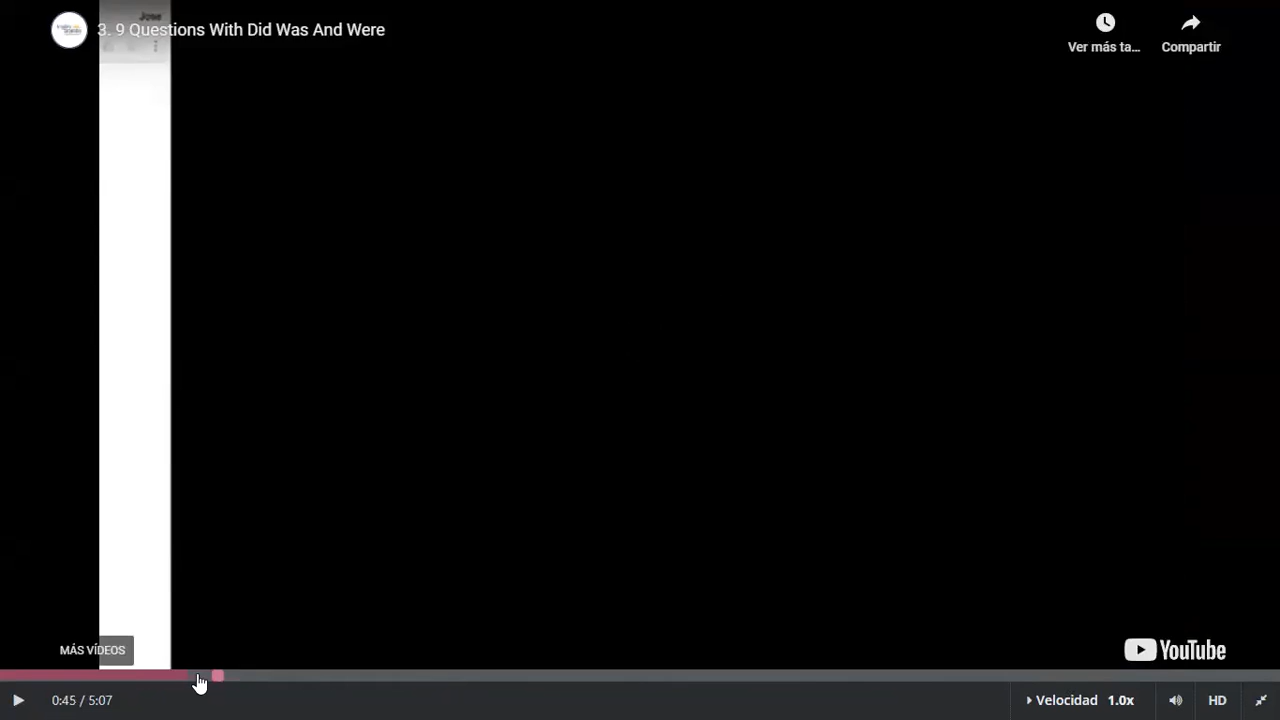 Jose
3. 9 Questions With Did Was And Were
Ver más ta...
Compartir
MÁS VÍDEOS
YouTube
0:45 / 5:07
Velocidad 1.0x
HD